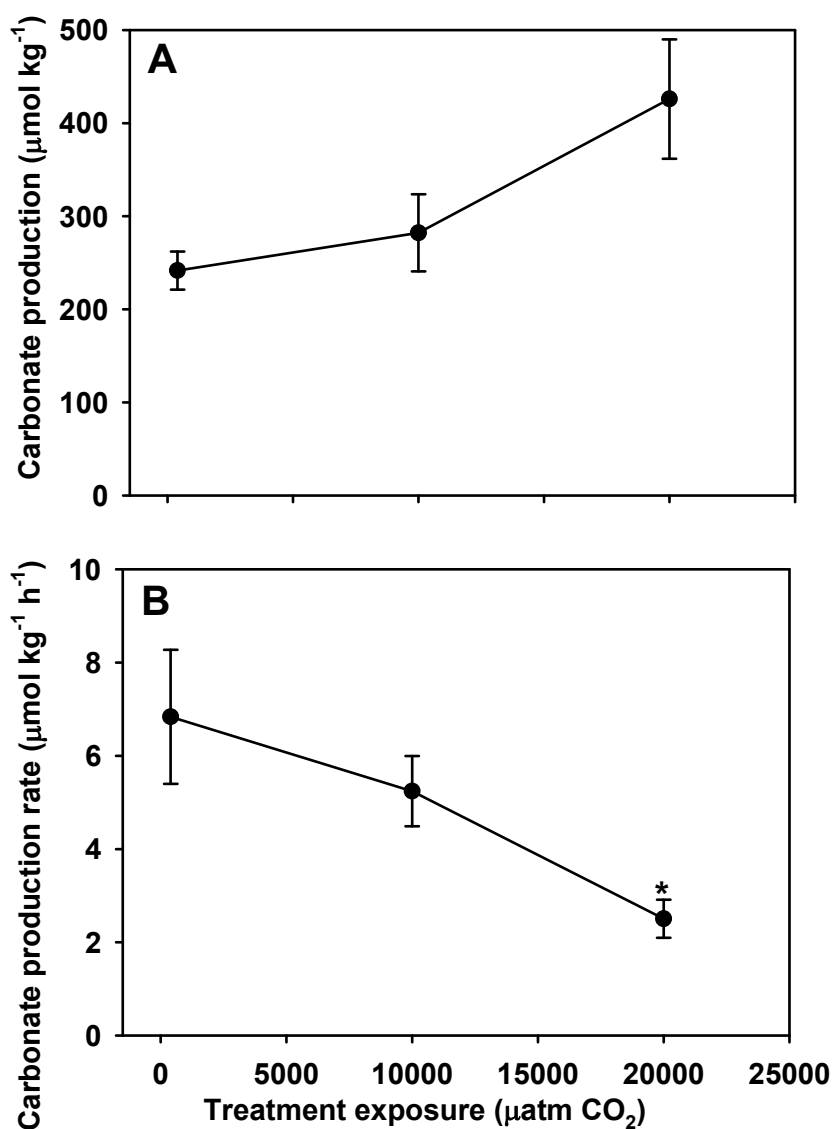 A
Carbonate production (μmol kg⁻¹)
500
400
300
200
100
0
B
Carbonate production rate (μmol kg⁻¹ h⁻¹)
10
8
6
4
2
0
*
0 5000 10000 15000 20000 25000
Treatment exposure (μatm CO₂)